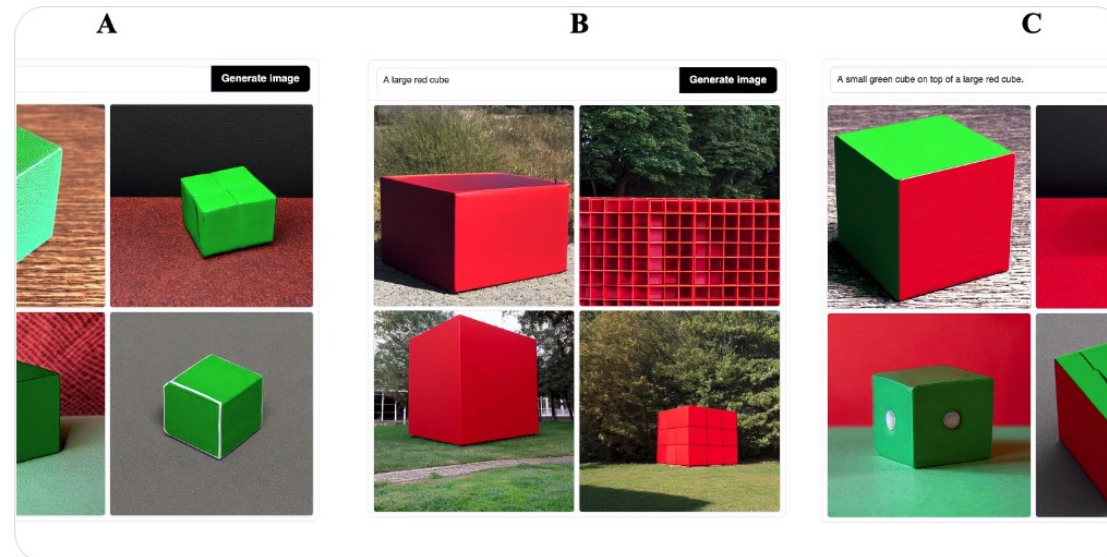 A
B
C
Generate image
A large red cube
Generate image
A small green cube on top of a large red cube.